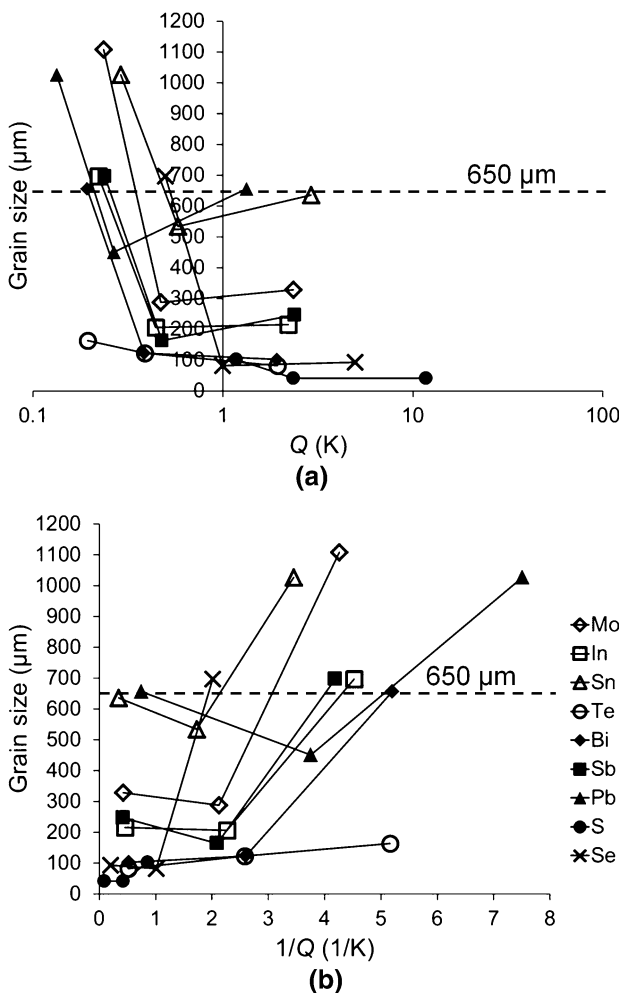 1200
1100
1000
900
800
700
650 µm
600
500
400
300
200
100
0
Grain size (µm)
0.1 1 10 100
Q (K)
(a)
1200
1100
1000
900
800
700
650 µm
600
500
400
300
200
100
0
Grain size (µm)
0 1 2 3 4 5 6 7 8
1/Q (1/K)
Mo
In
Sn
Te
Bi
Sb
Pb
S
Se
(b)